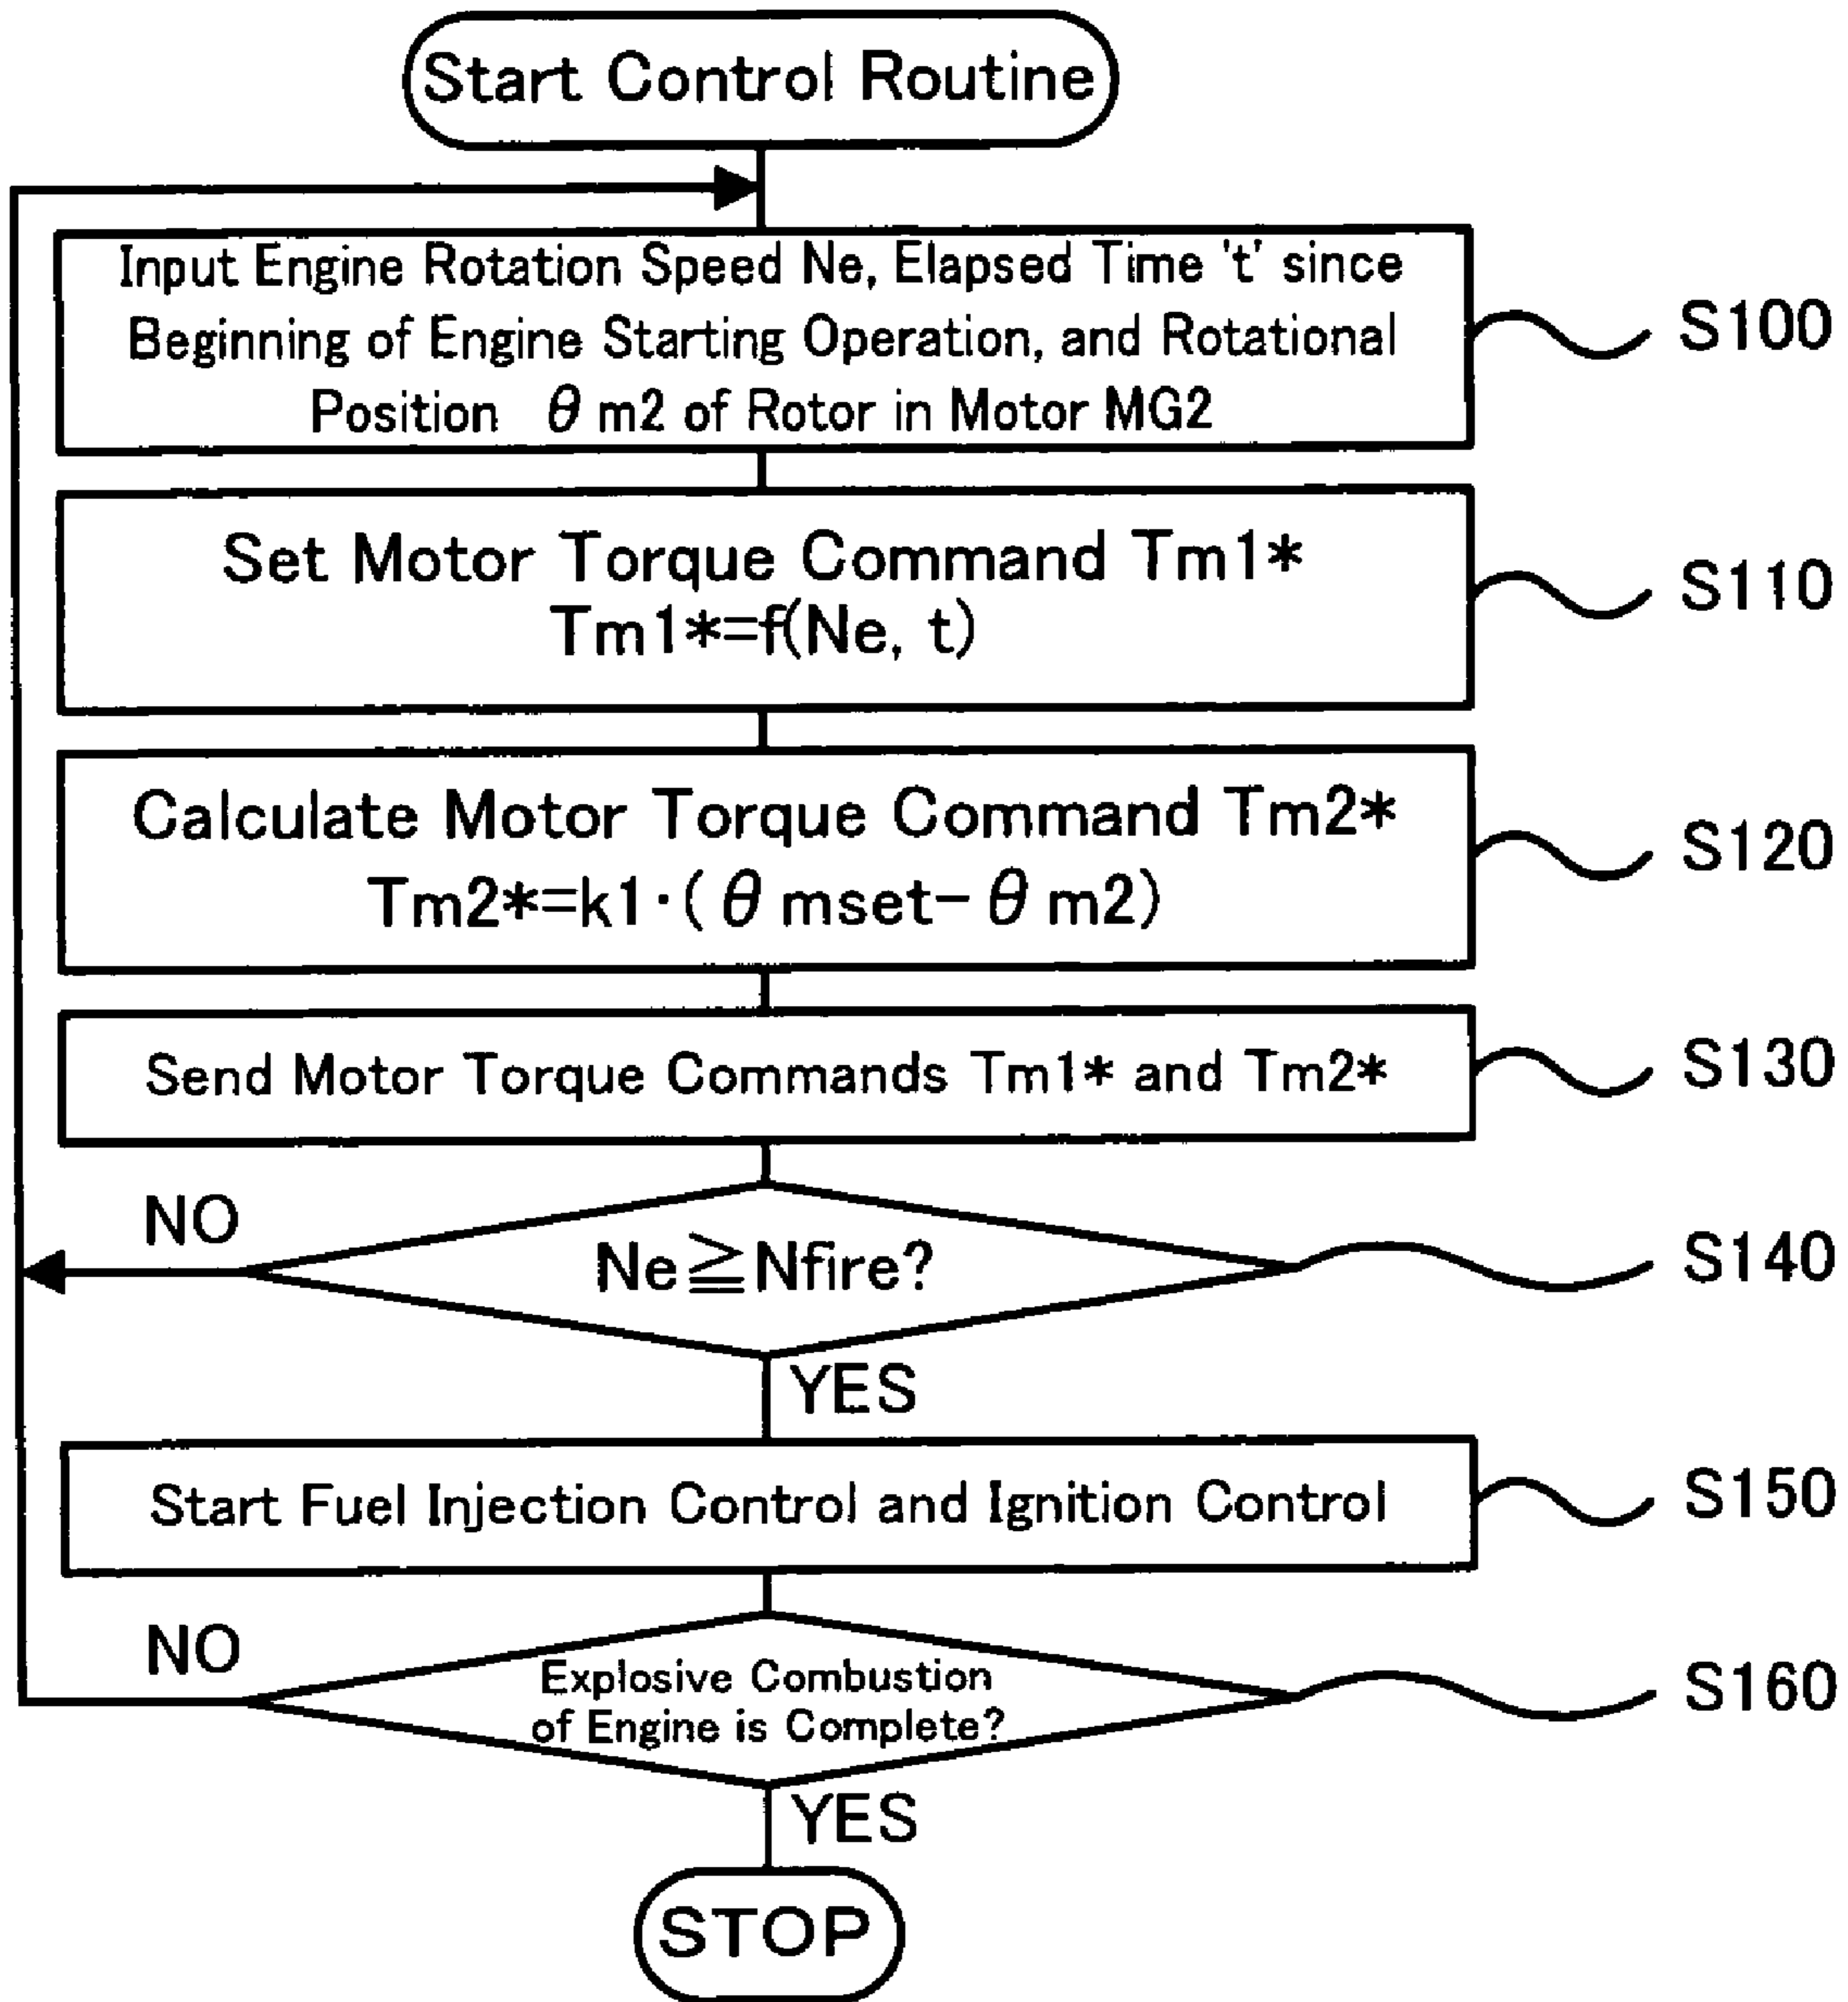 Start Control Routine
Input Engine Rotation Speed Ne, Elapsed Time 't' since
Beginning of Engine Starting Operation, and Rotational
Position θm2 of Rotor in Motor MG2
S100
Set Motor Torque Command Tm1*
Tm1*=f(Ne, t)
S110
Calculate Motor Torque Command Tm2*
Tm2*=k1·(θmset-θm2)
S120
Send Motor Torque Commands Tm1* and Tm2*
S130
NO
Ne≧Nfire?
S140
YES
Start Fuel Injection Control and Ignition Control
S150
NO
Explosive Combustion
of Engine is Complete?
S160
YES
STOP